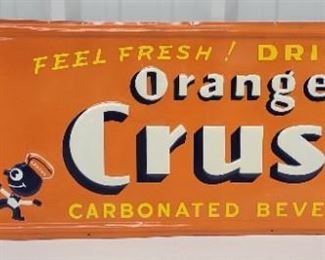 FEEL FRESH! DRI
Orange
Crus
CARBONATED BEVE